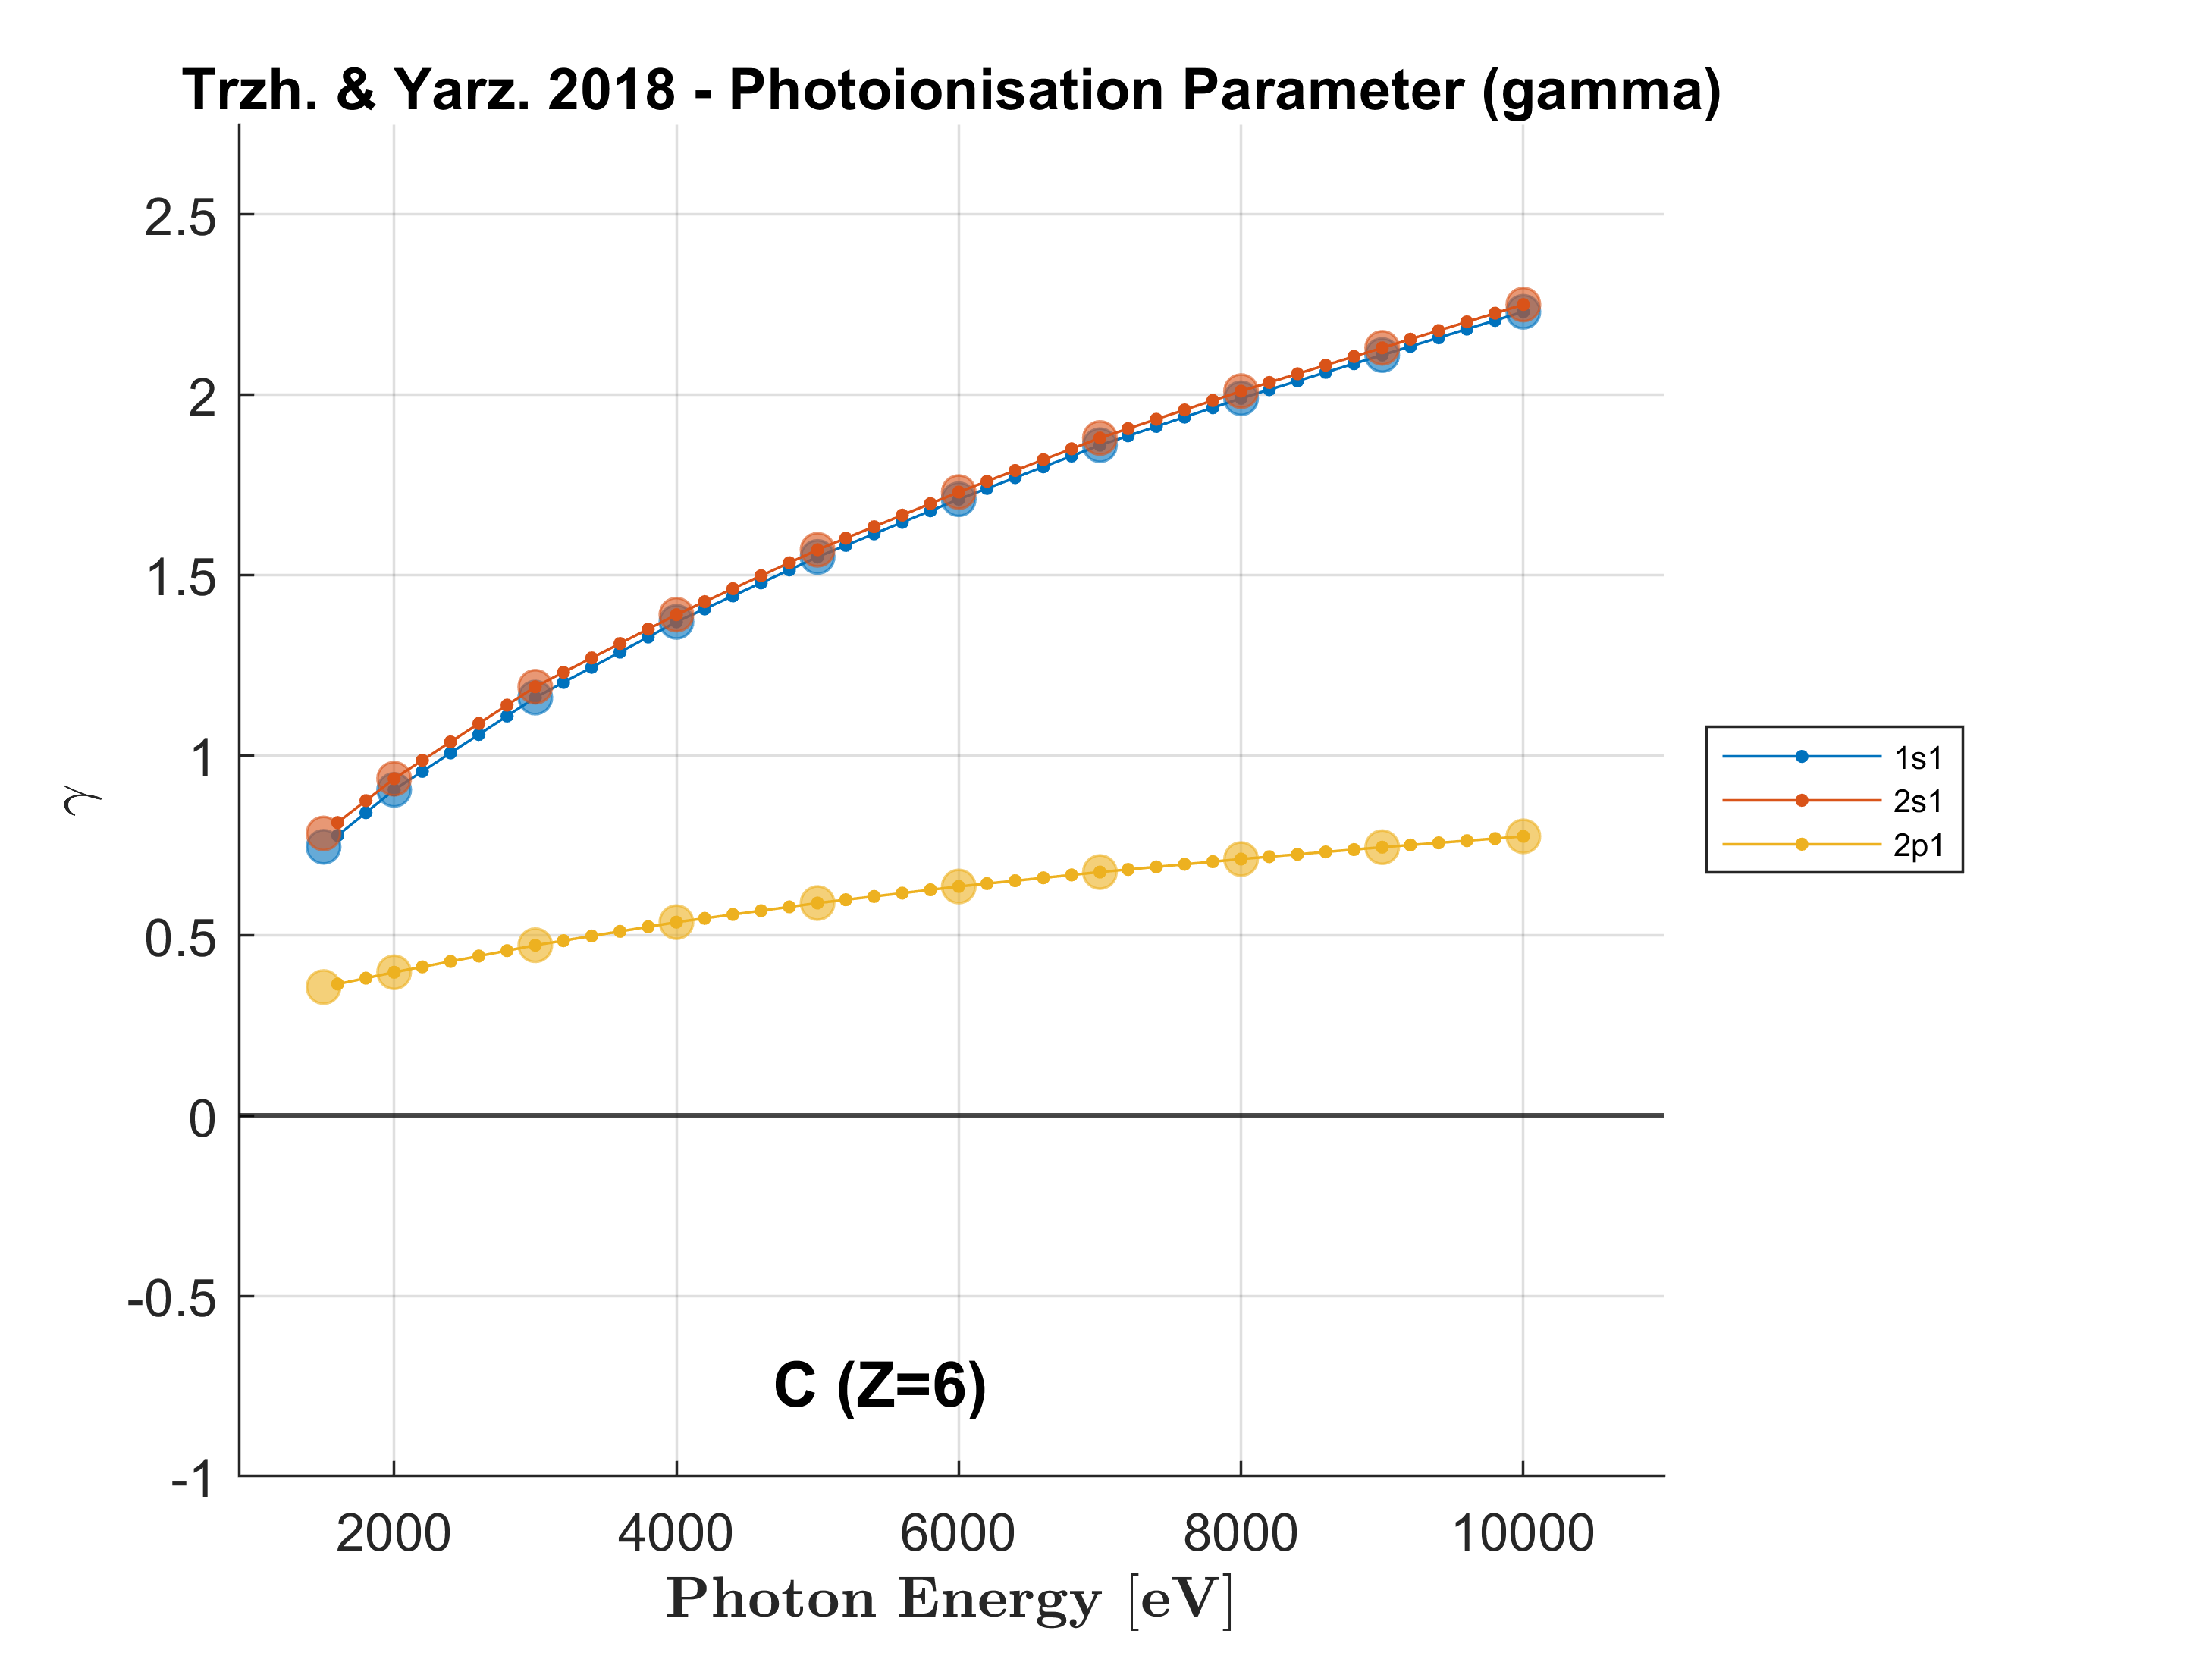 Trzh. & Yarz. 2018 - Photoionisation Parameter (gamma)
2.5
2
1.5
1
0.5
0
-0.5
-1
γ
1s1
2s1
2p1
C (Z=6)
2000 4000 6000 8000 10000
Photon Energy [eV]